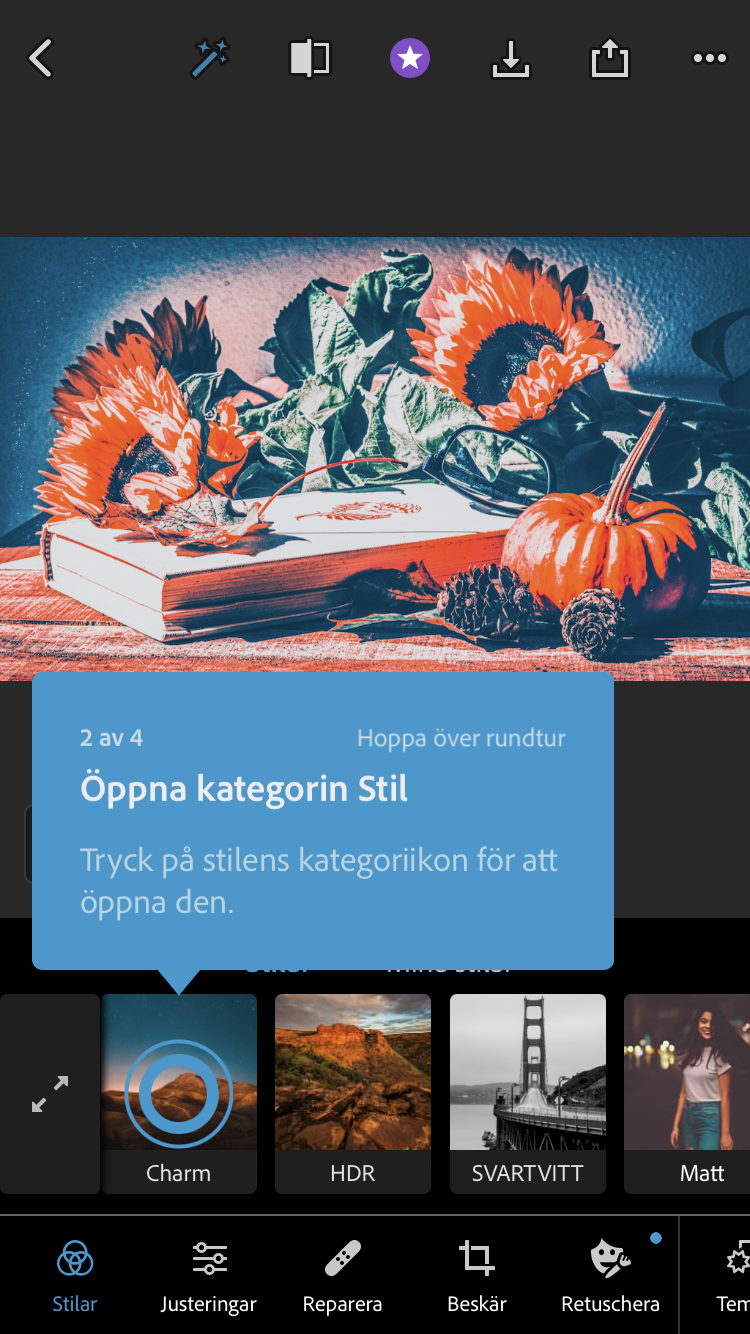 2 av 4
Hoppa över rundtur
Öppna kategorin Stil
Tryck på stilens kategoriikon för att
öppna den.
Charm
HDR
SVARTVITT
Matt
Stilar
Justeringar
Reparera
Beskär
Retuschera
Tem